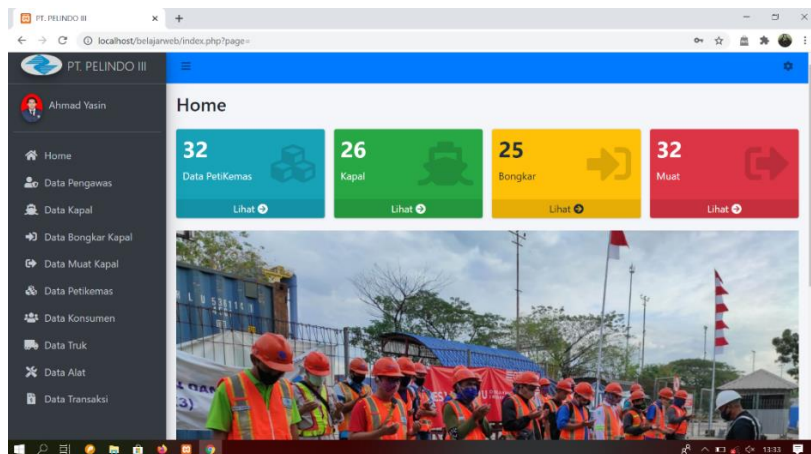 PT. PELINDO III
localhost/belajarweb/index.php?page=
PT. PELINDO III
Ahmad Yasin
Home
Data Pengawas
Data Kapal
Data Bongkar Kapal
Data Muat Kapal
Data Petikemas
Data Konsumen
Data Truk
Data Alat
Data Transaksi
Home
32
Data PetiKemas
Lihat
26
Kapal
Lihat
25
Bongkar
Lihat
32
Muat
Lihat
13:33